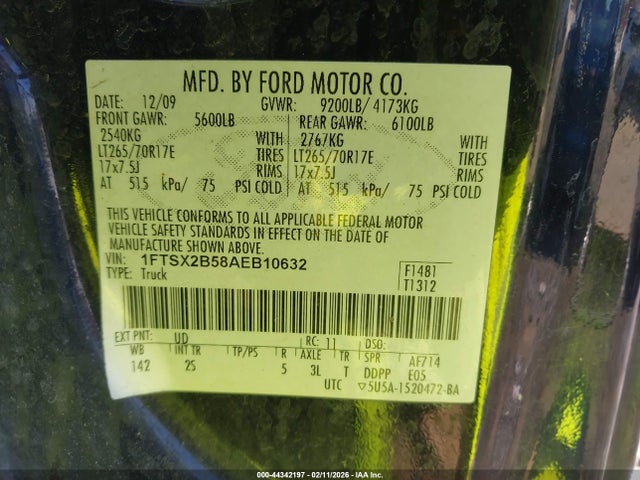 MFD. BY FORD MOTOR CO.
DATE: 12/09 GVWR: 9200LB/ 4173KG
FRONT GAWR: 5600LB REAR GAWR: 6100LB
2540KG WITH 2767KG WITH
LT265/70R17E TIRES LT265/70R17E TIRES
17x7.5J RIMS 17x7.5J RIMS
AT 515 kPa/ 75 PSI COLD AT 515 kPa/ 75 PSI COLD
THIS VEHICLE CONFORMS TO ALL APPLICABLE FEDERAL MOTOR
VEHICLE SAFETY STANDARDS IN EFFECT ON THE DATE OF
MANUFACTURE SHOWN ABOVE.
VIN: 1FTSX2B58AEB10632 F1481
TYPE: Truck T1312
EXT PNT: UD RC: 11 DSO:
WB INT TR TP/PS R AXLE TR SPR AF714
142 2S 5 3L T DDPP E05
UTC ▽5U5A-1520472-BA
000-44342197 - 02/11/2026 - IAA Inc.